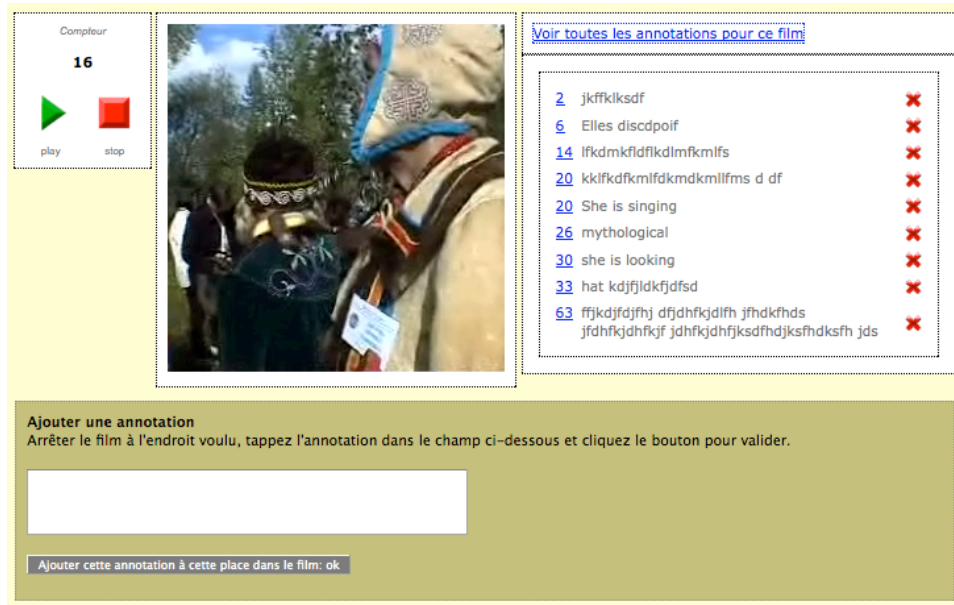 Compteur
16
play stop
Voir toutes les annotations pour ce film
2 jkffklksdf
6 Elles discdpoif
14 lfkdmkfldflkdlmfkmlfs
20 kklfkdfkmlfdkmdkmllfms d df
20 She is singing
26 mythological
30 she is looking
33 hat kdjfjldkfjdfsd
63 ffjkdjfdjfhj dfjdhfkjdlfh jfhdkfhds
jfdhfkjdhfkjf jdhfkjdhfjksdfhdjksfhdksfh jds
Ajouter une annotation
Arrêter le film à l'endroit voulu, tappez l'annotation dans le champ ci-dessous et cliquez le bouton pour valider.
Ajouter cette annotation à cette place dans le film: ok